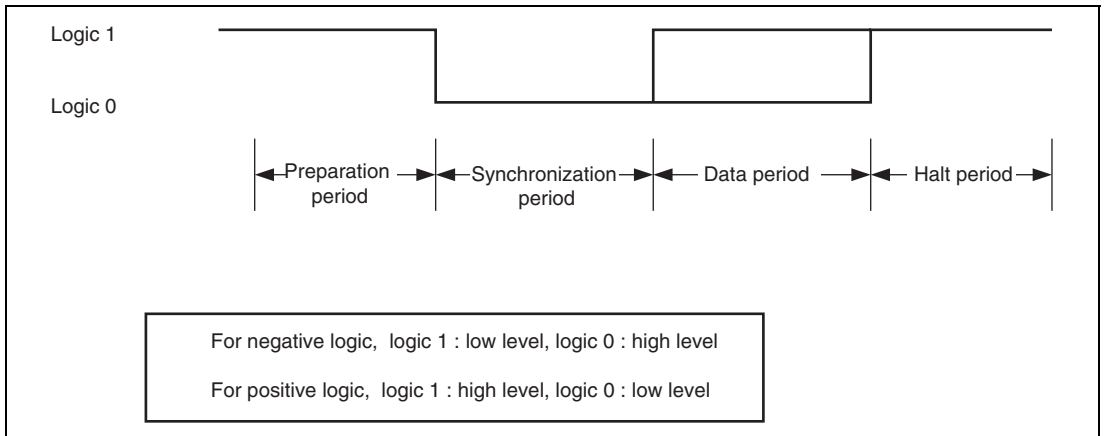 Logic 1
Logic 0
Preparation
period
Synchronization
period
Data period
Halt period
For negative logic, logic 1 : low level, logic 0 : high level
For positive logic, logic 1 : high level, logic 0 : low level